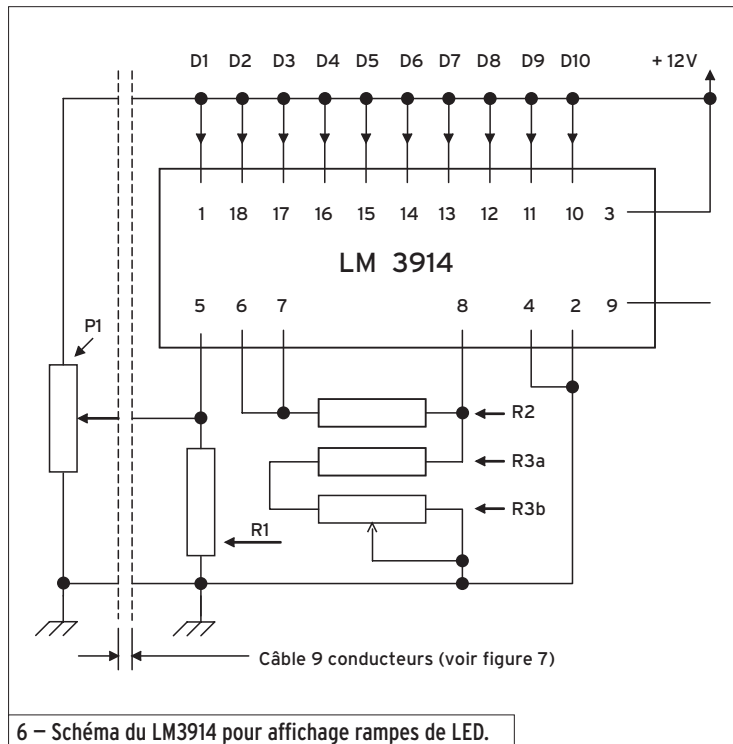 D1 D2 D3 D4 D5 D6 D7 D8 D9 D10 + 12V
1 18 17 16 15 14 13 12 11 10 3
LM 3914
5 6 7 8 4 2 9
P1
R2
R3a
R3b
R1
Câble 9 conducteurs (voir figure 7)
6 – Schéma du LM3914 pour affichage rampes de LED.